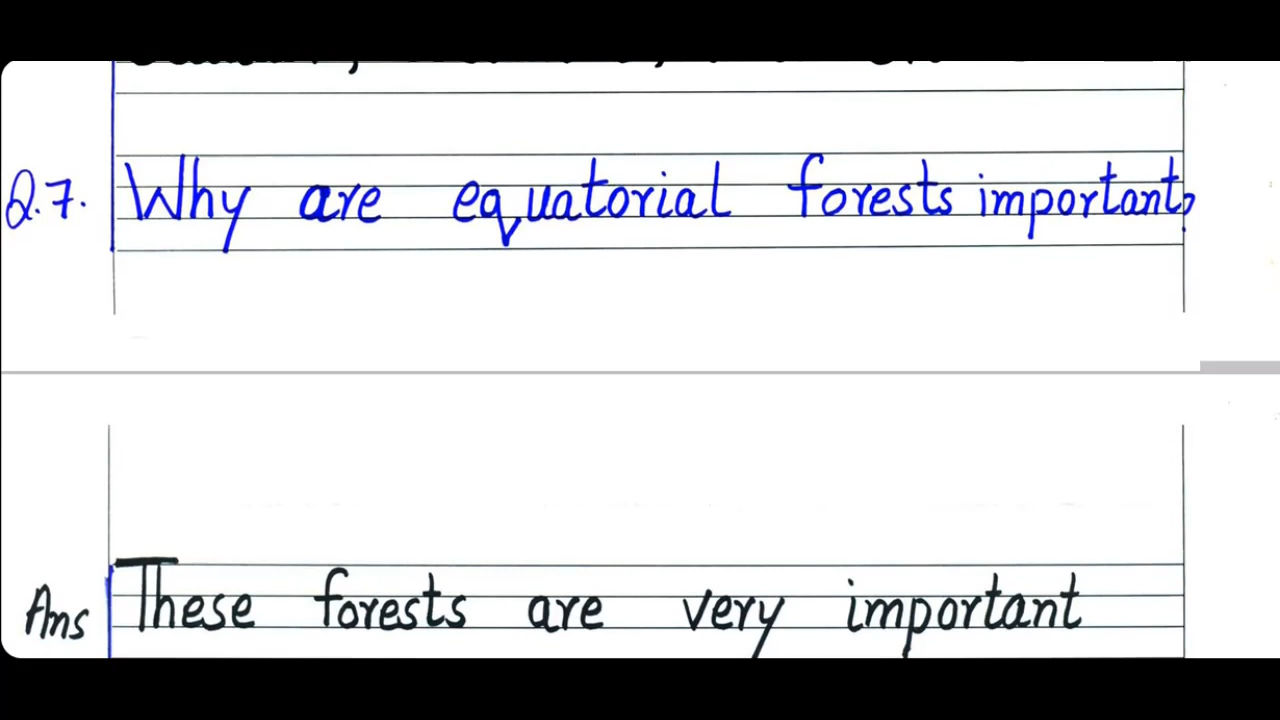 Q.7. Why are equatorial forests important?
Ans These forests are very important